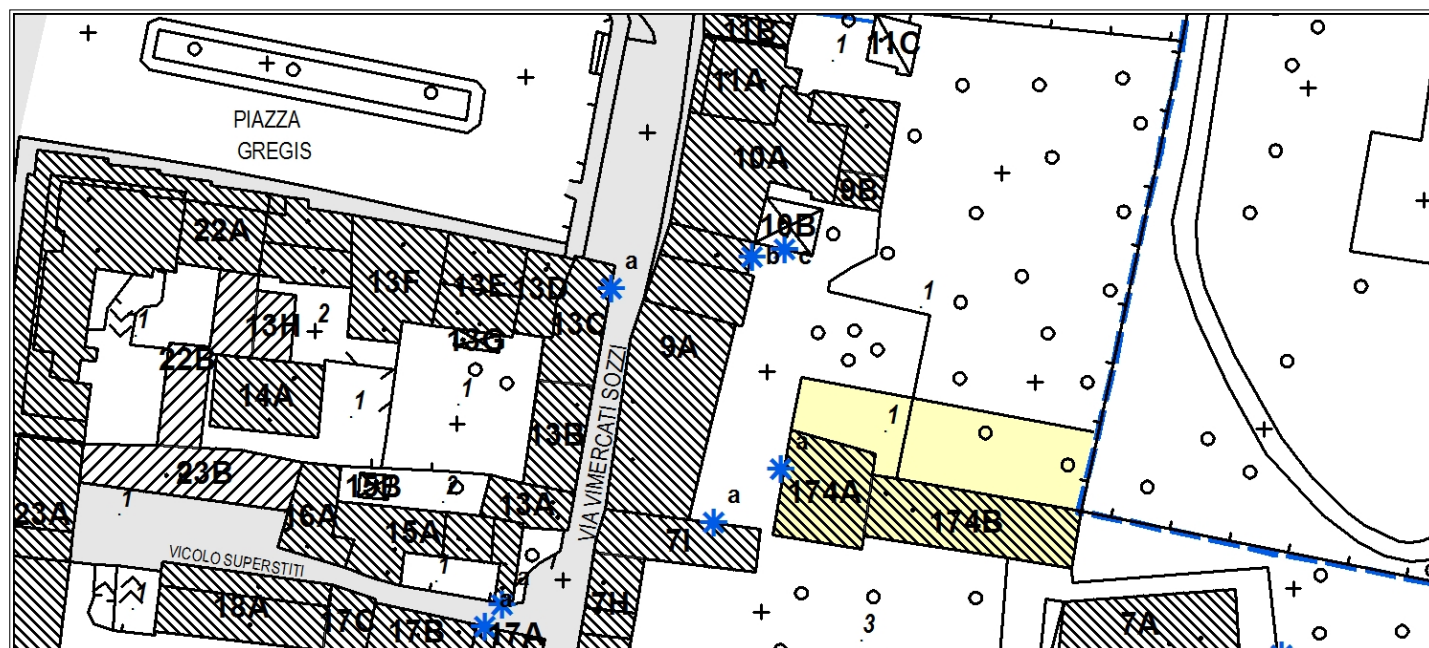 11B
1
11C
11A
PIAZZA
GREGIS
10A
9B
22A
10B
b
c
a
13F
13E
13D
1
13H
2
13C
1
13G
9A
22B
14A
1
1
1
13B
VIA VIMERCATI SOZZI
a
23B
15B
2
174A
1
13A
a
23A
16A
15A
174B
7I
VICOLO SUPERSTITI
1
a
1
18A
17C
17B
a
17A
7H
3
7A